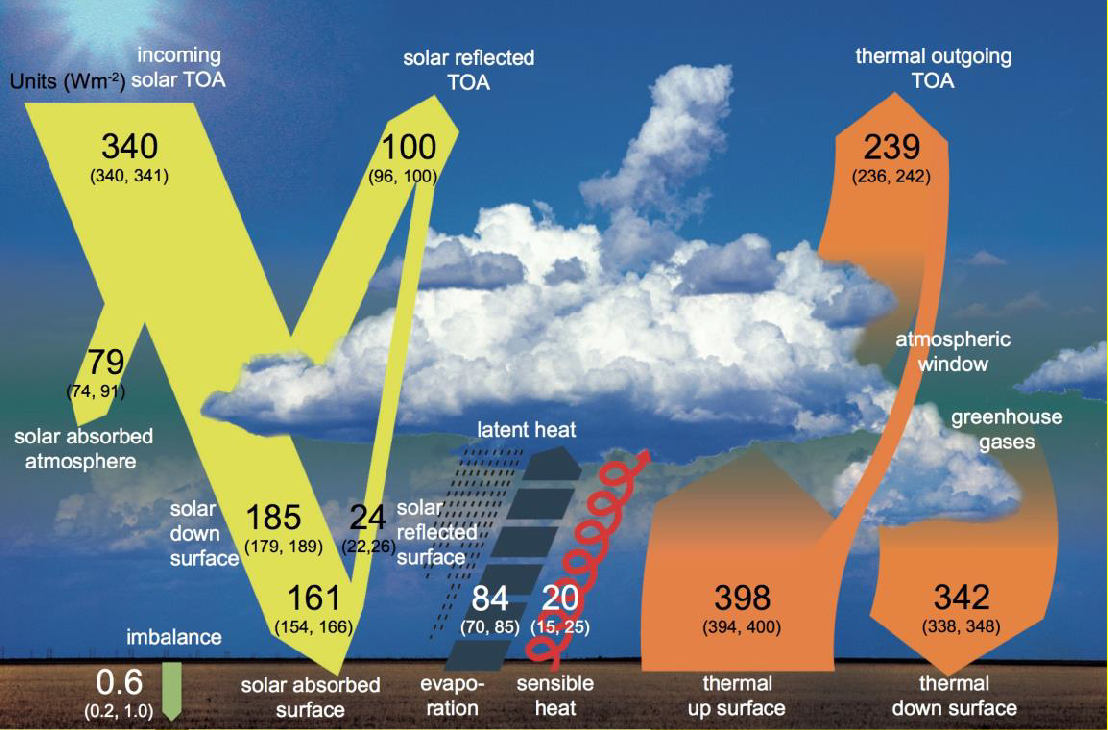 incoming
Units (Wm-2) solar TOA
340
(340, 341)
solar reflected
TOA
100
(96, 100)
thermal outgoing
TOA
239
(236, 242)
79
(74, 91)
solar absorbed
atmosphere
atmospheric
window
greenhouse
gases
latent heat
solar
down
surface
185
(179, 189)
24
(22,26)
solar
reflected
surface
161
(154, 166)
84
(70, 85)
20
(15, 25)
398
(394, 400)
342
(338, 348)
imbalance
0.6
(0.2, 1.0)
solar absorbed
surface
evapo-
ration
sensible
heat
thermal
up surface
thermal
down surface